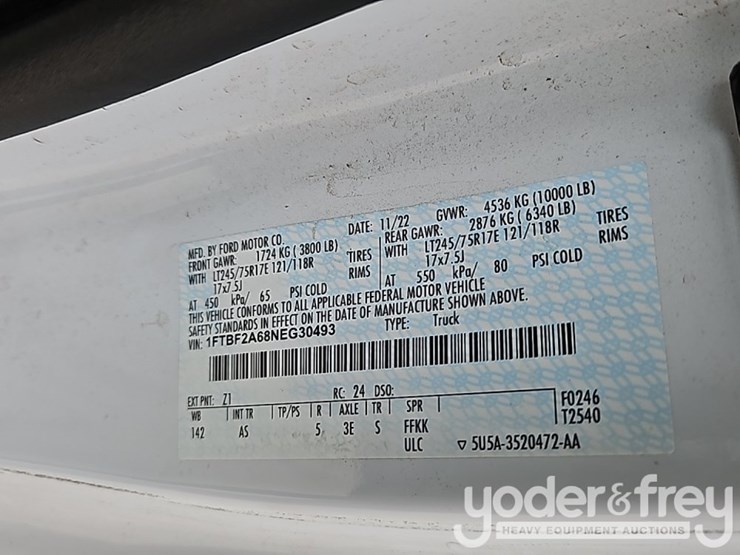 MFD. BY FORD MOTOR CO.
DATE: 11/22 GVWR: 4536 KG (10000 LB)
FRONT GAWR: 1724 KG ( 3800 LB) REAR GAWR: 2876 KG ( 6340 LB)
WITH LT245/75R17E 121/118R TIRES WITH LT245/75R17E 121/118R TIRES
17x7.5J RIMS 17x7.5J RIMS
AT 450 kPa/ 65 PSI COLD AT 550 kPa/ 80 PSI COLD
THIS VEHICLE CONFORMS TO ALL APPLICABLE FEDERAL MOTOR VEHICLE
SAFETY STANDARDS IN EFFECT ON THE DATE OF MANUFACTURE SHOWN ABOVE.
VIN: 1FTBF2A68NEG30493 TYPE: Truck
EXT PNT: Z1 RC: 24 DSO: F0246
WB INT TR TP/PS R AXLE TR SPR T2540
142 AS 5 3E S FFKK
ULC ▽ 5U5A-3520472-AA
yoder&frey
HEAVY EQUIPMENT AUCTIONS